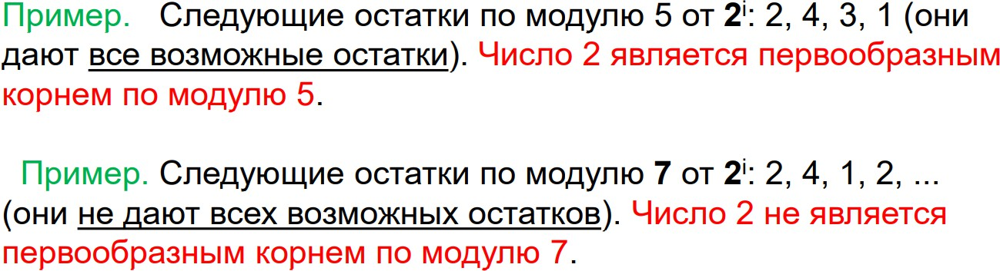 Пример. Следующие остатки по модулю 5 от 2ⁱ: 2, 4, 3, 1 (они
дают все возможные остатки). Число 2 является первообразным
корнем по модулю 5.
Пример. Следующие остатки по модулю 7 от 2ⁱ: 2, 4, 1, 2, ...
(они не дают всех возможных остатков). Число 2 не является
первообразным корнем по модулю 7.